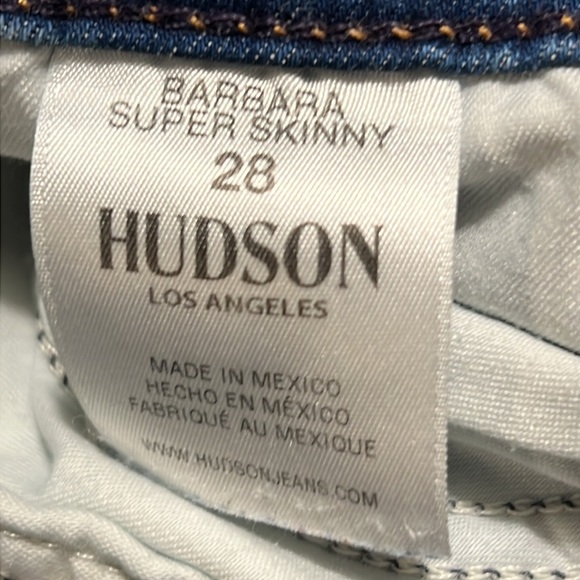 BARBARA
SUPER SKINNY
28
HUDSON
LOS ANGELES
MADE IN MEXICO
HECHO EN MÉXICO
FABRIQUÉ AU MEXIQUE
WWW.HUDSONJEANS.COM